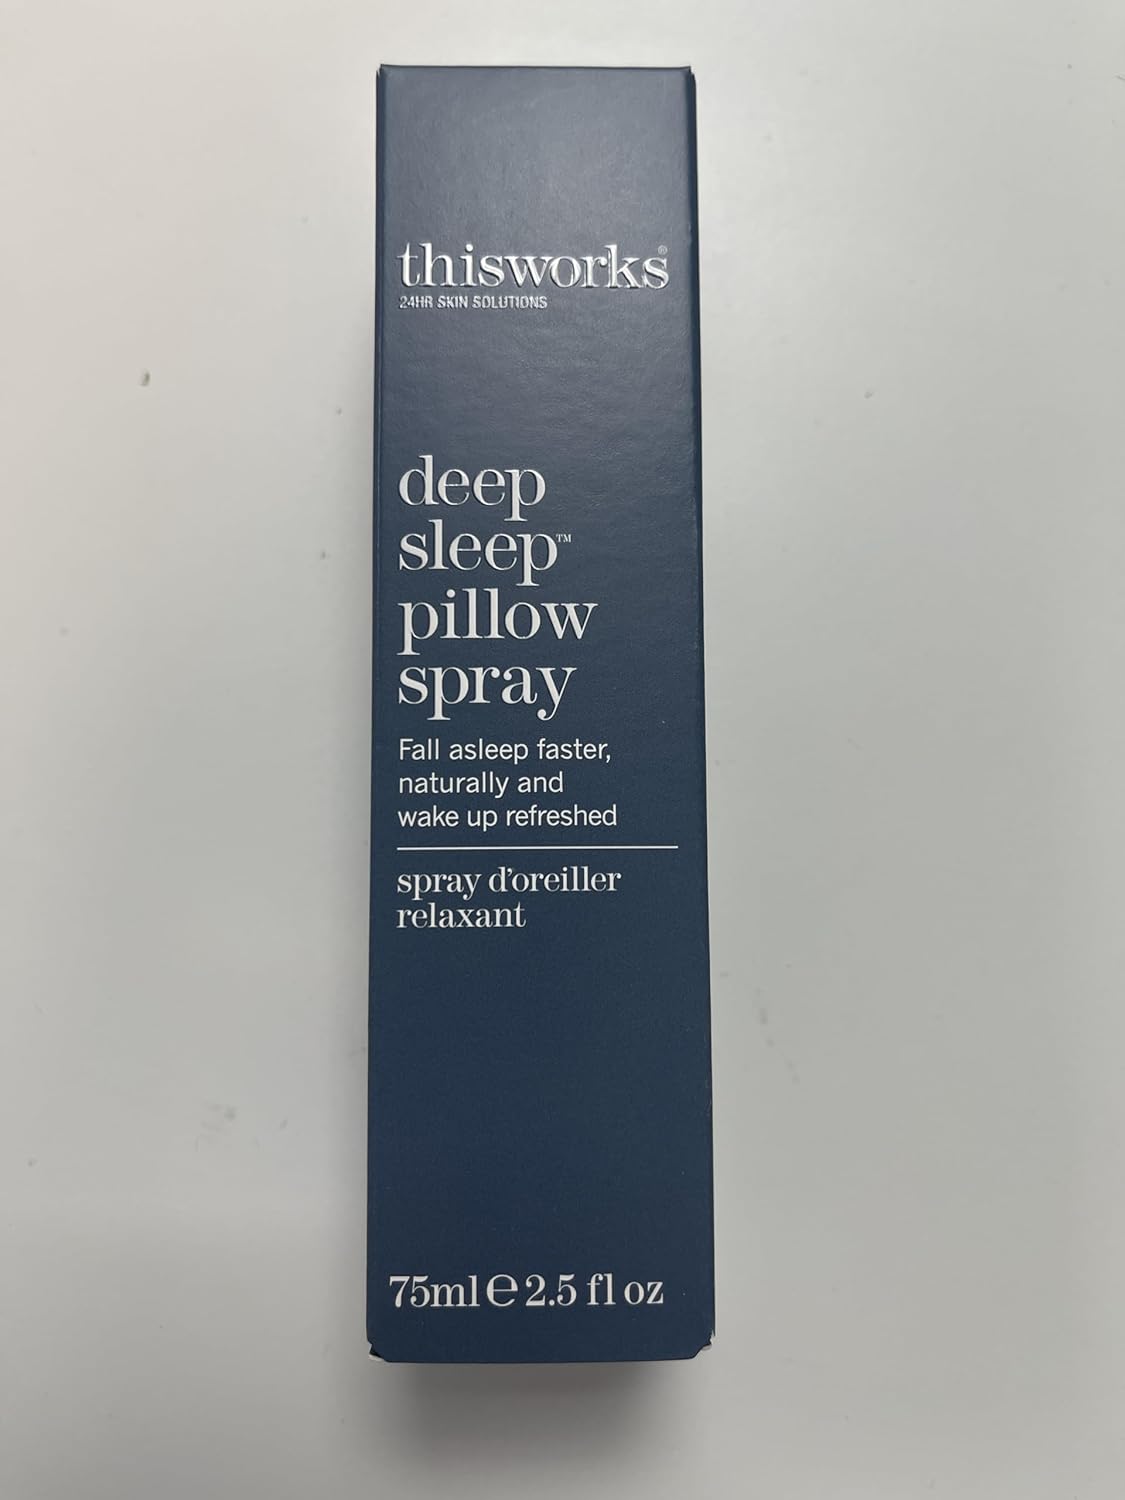 thisworks®
24HR SKIN SOLUTIONS
deep
sleep™
pillow
spray
Fall asleep faster,
naturally and
wake up refreshed
spray d'oreiller
relaxant
75ml℮2.5 fl oz